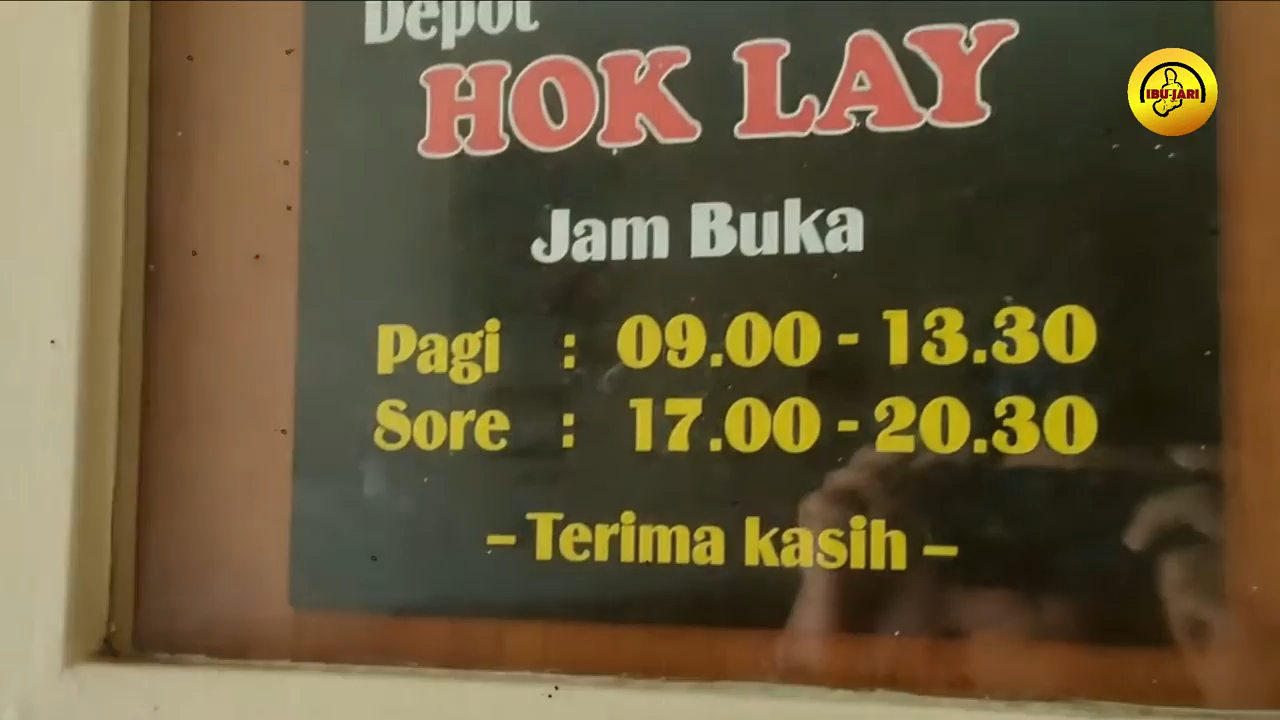 Depot
HOK LAY
IBU JARI
Jam Buka
Pagi : 09.00 - 13.30
Sore : 17.00 - 20.30
– Terima kasih –